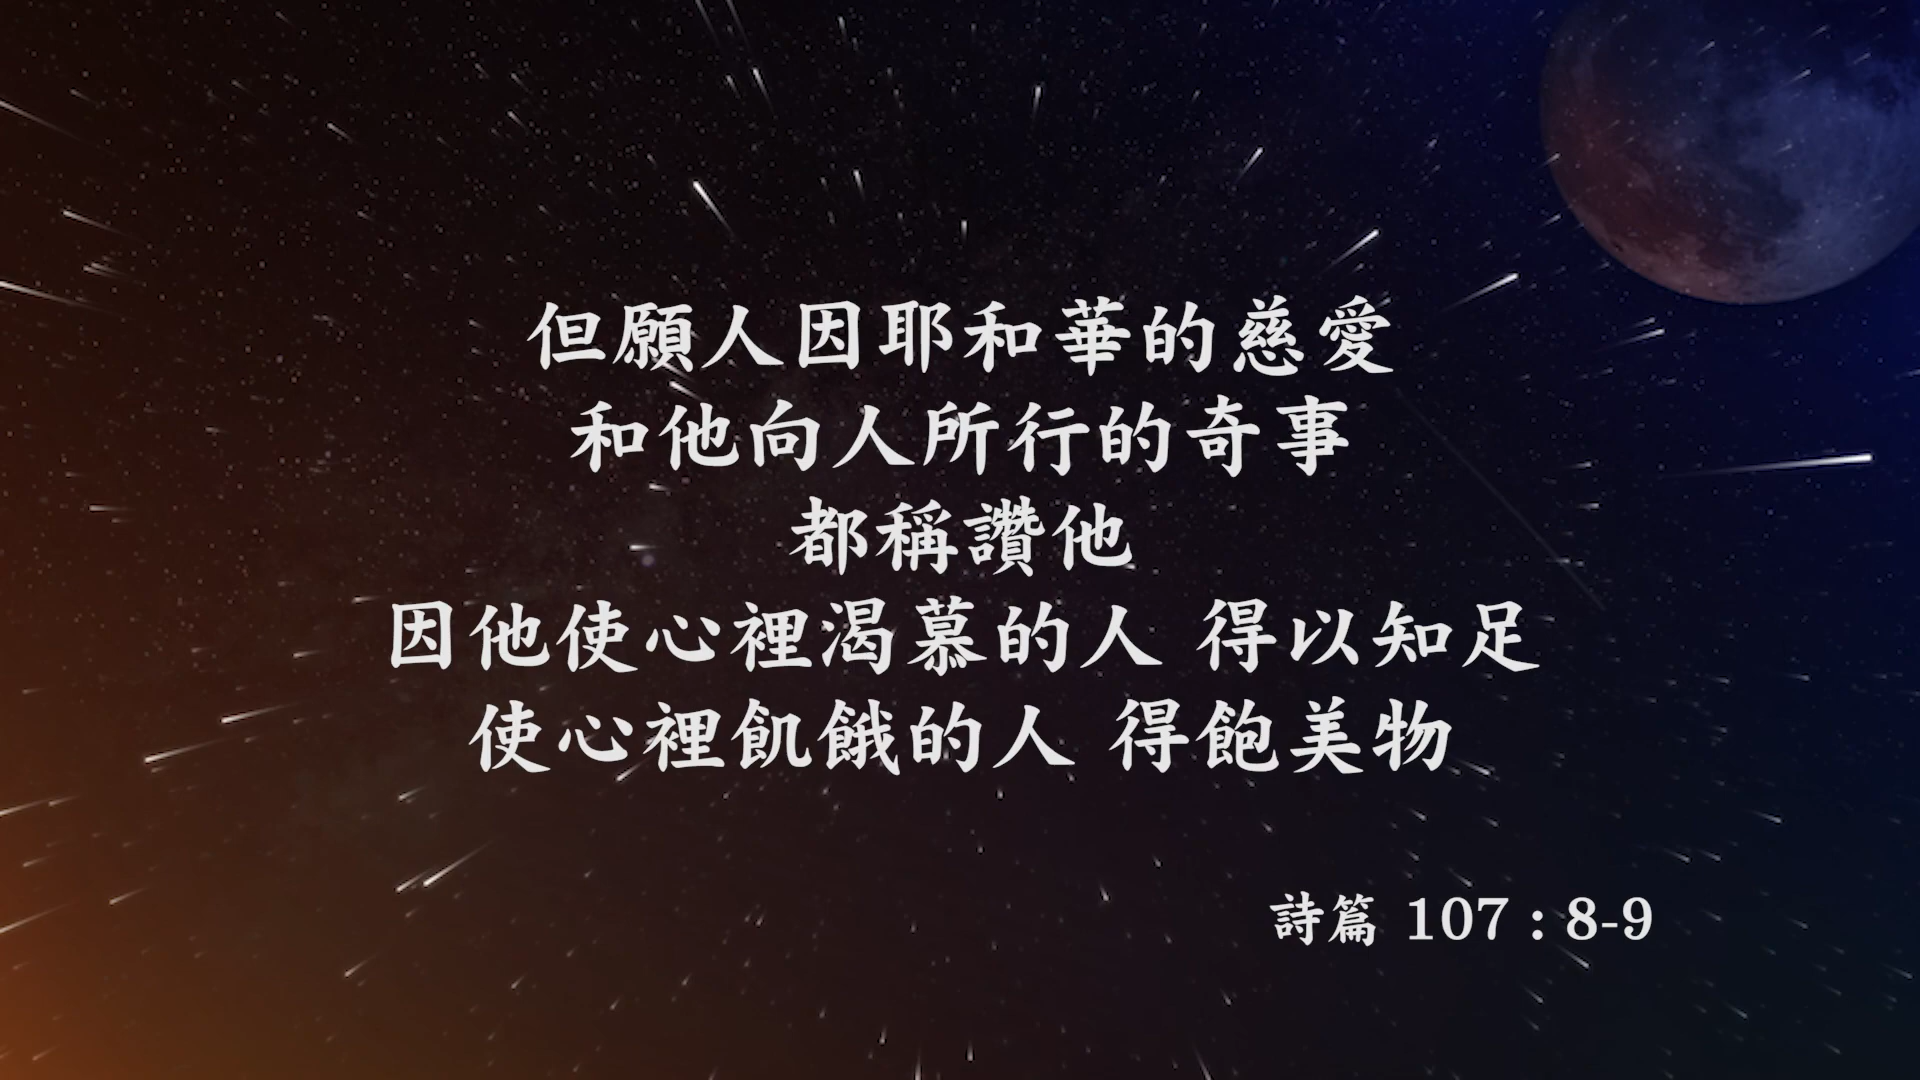 但願人因耶和華的慈愛
和他向人所行的奇事
都稱讚他
因他使心裡渴慕的人 得以知足
使心裡飢餓的人 得飽美物
詩篇 107 : 8-9